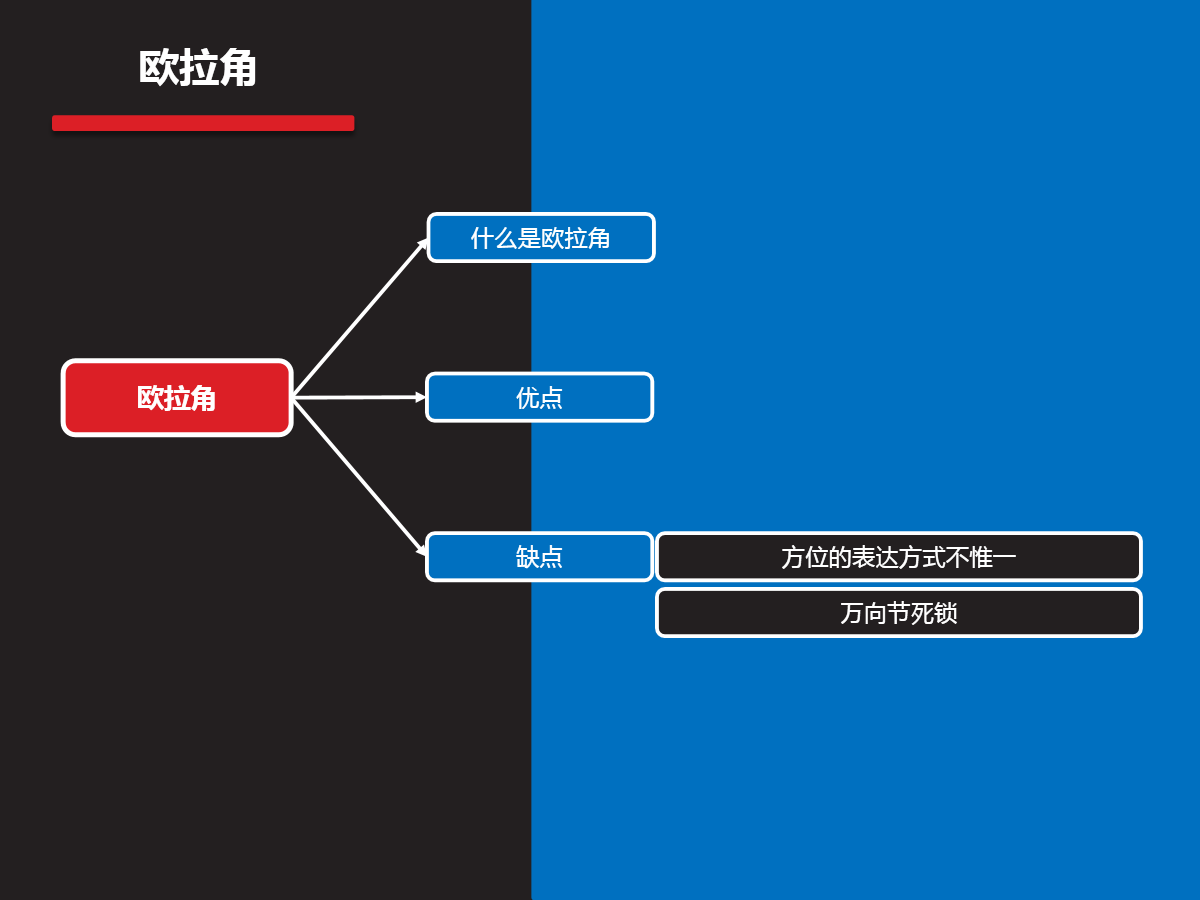 欧拉角
什么是欧拉角
欧拉角
优点
缺点
方位的表达方式不惟一
万向节死锁